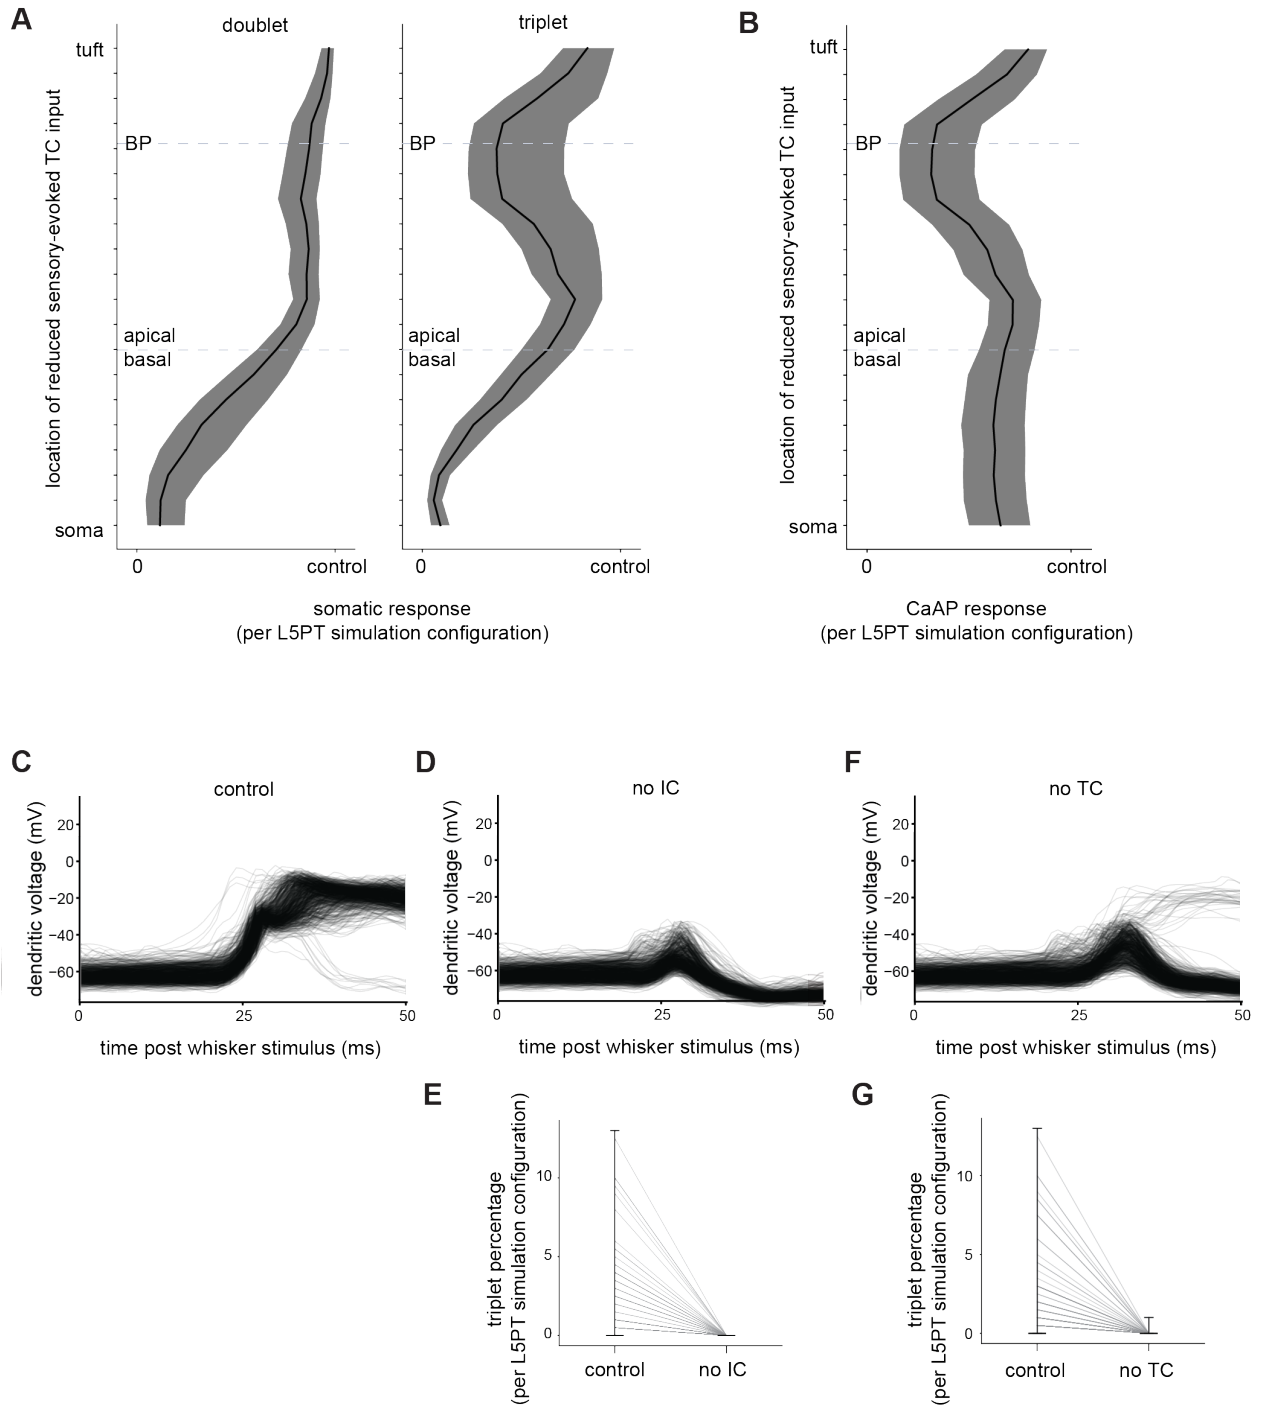 A
doublet
triplet
B
tuft
tuft
BP
BP
BP
location of reduced sensory-evoked TC input
location of reduced sensory-evoked TC input
apical
apical
apical
basal
basal
basal
soma
soma
0
control
0
control
0
control
somatic response
(per L5PT simulation configuration)
CaAP response
(per L5PT simulation configuration)
C
control
dendritic voltage (mV)
20
0
−20
−40
−60
0
25
50
time post whisker stimulus (ms)
D
no IC
dendritic voltage (mV)
20
0
−20
−40
−60
0
25
50
time post whisker stimulus (ms)
F
no TC
dendritic voltage (mV)
20
0
−20
−40
−60
0
25
50
time post whisker stimulus (ms)
E
triplet percentage
(per L5PT simulation configuration)
10
5
0
control
no IC
G
triplet percentage
(per L5PT simulation configuration)
10
5
0
control
no TC